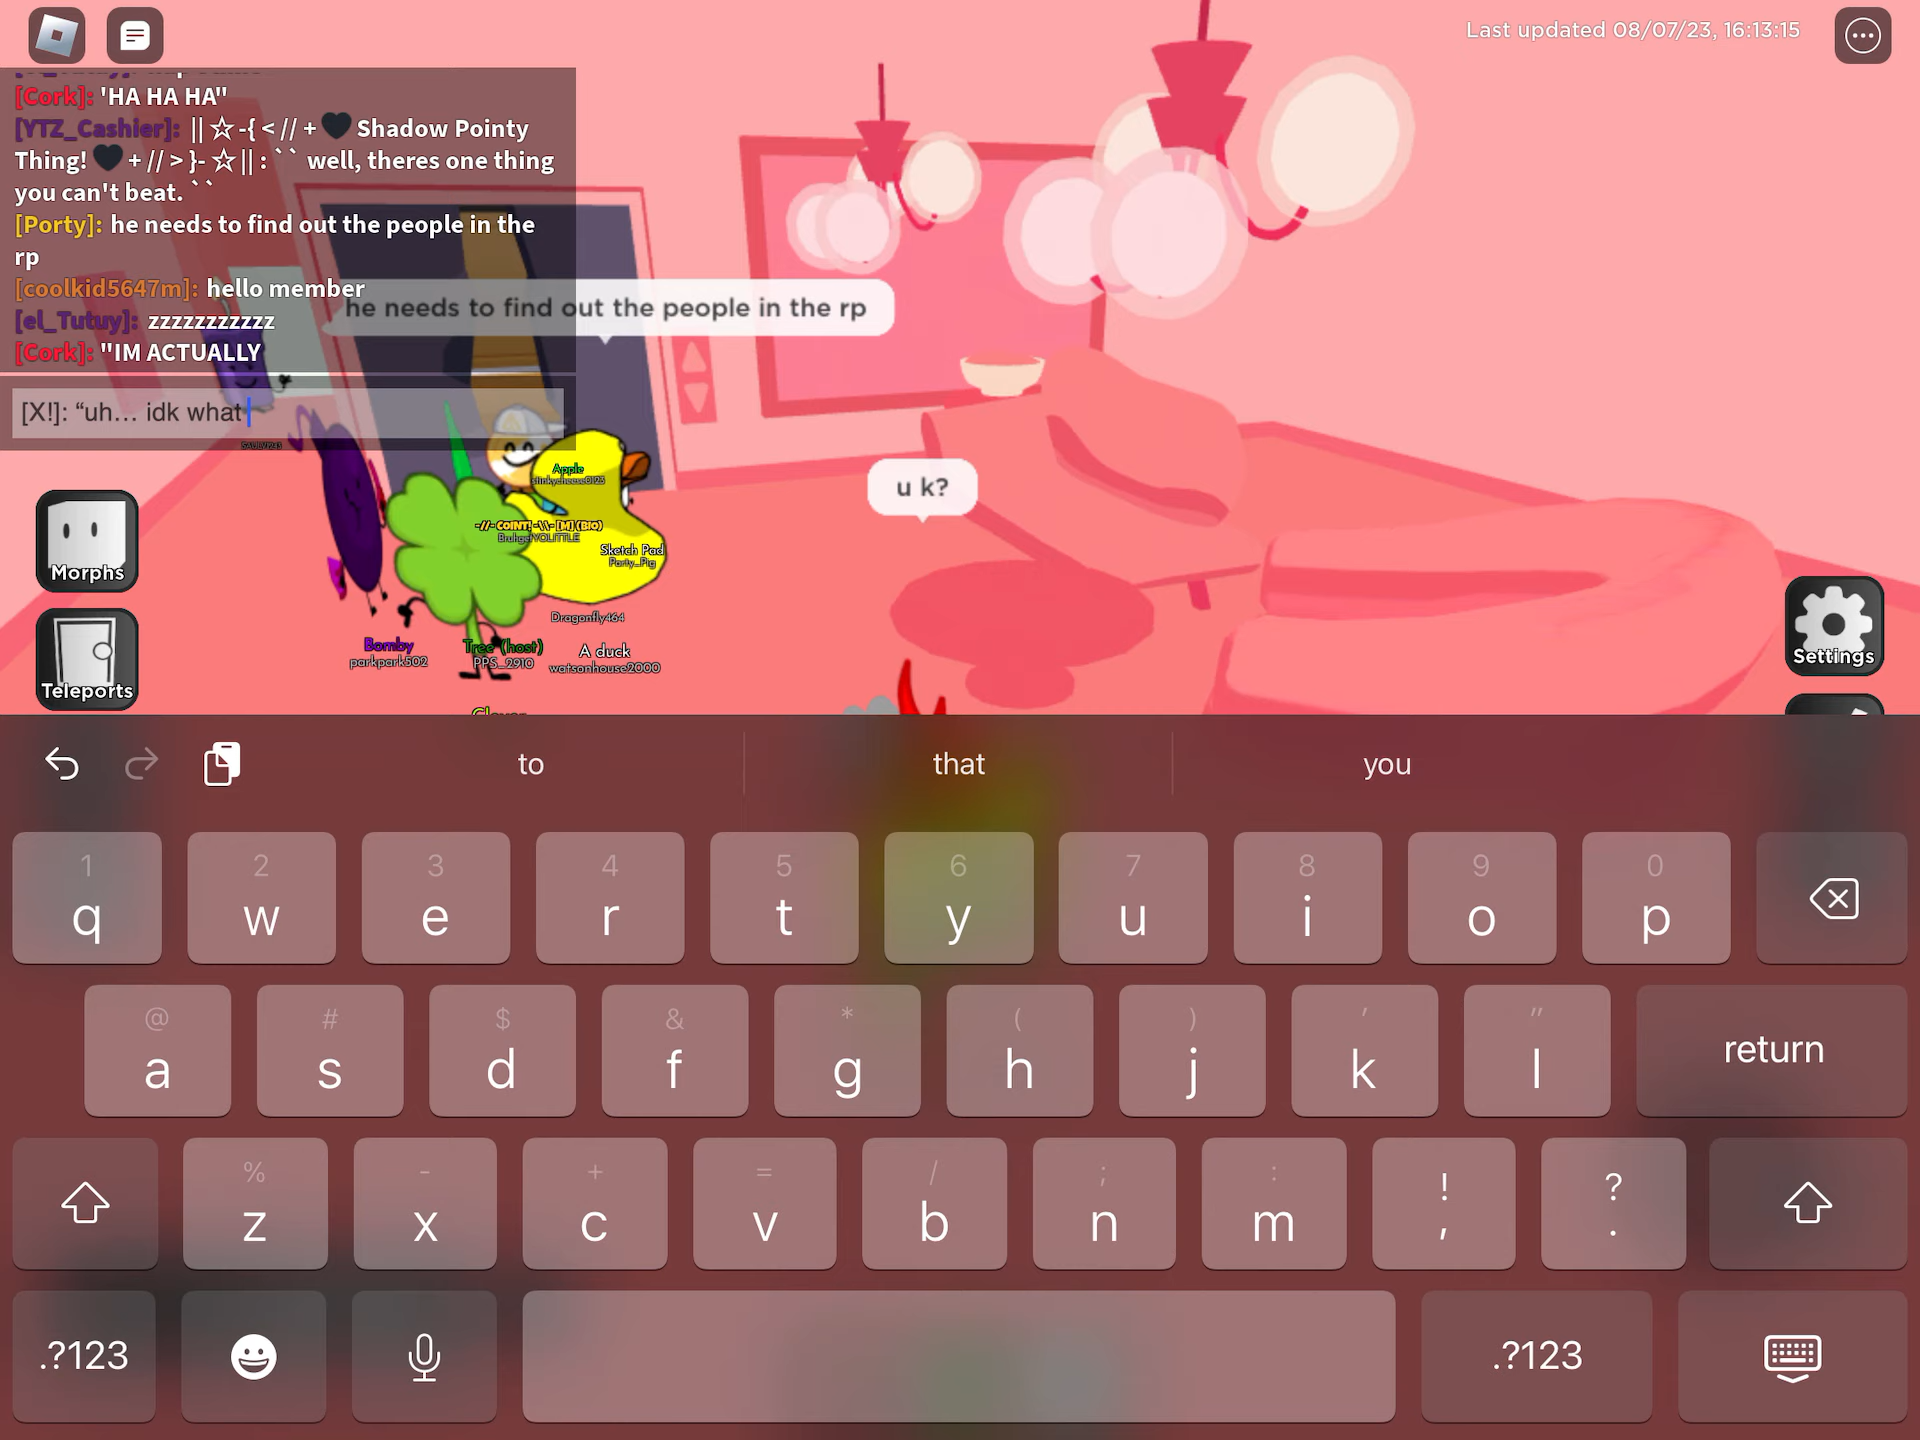 Last updated 08/07/23, 16:13:15
[Cork]: 'HA HA HA"
[YTZ_Cashier]: || ☆-{ < // + 🖤 Shadow Pointy
Thing! 🖤 + // > }- ☆|| : ` ` well, theres one thing
you can't beat. ` `
[Porty]: he needs to find out the people in the
rp
[coolkid5647m]: hello member
[el_Tutuy]: zzzzzzzzzzz
[Cork]: "IM ACTUALLY
[X!]: “uh... idk what
he needs to find out the people in the rp
u k?
Apple
stinkycheese0123
-//- COIN! -\\- [M](BIO)
Sketch Pad
Party_Pig
Dragonfly464
Bomby
parkpark502
Tree (host)
PPS_2910
A duck
watsonhouse2000
Morphs
Teleports
Settings
to that you
1 2 3 4 5 6 7 8 9 0
q w e r t y u i o p
@ # $ & * ( ) ' "
a s d f g h j k l return
% - + = / ; : ! ?
z x c v b n m , .
.?123 .?123